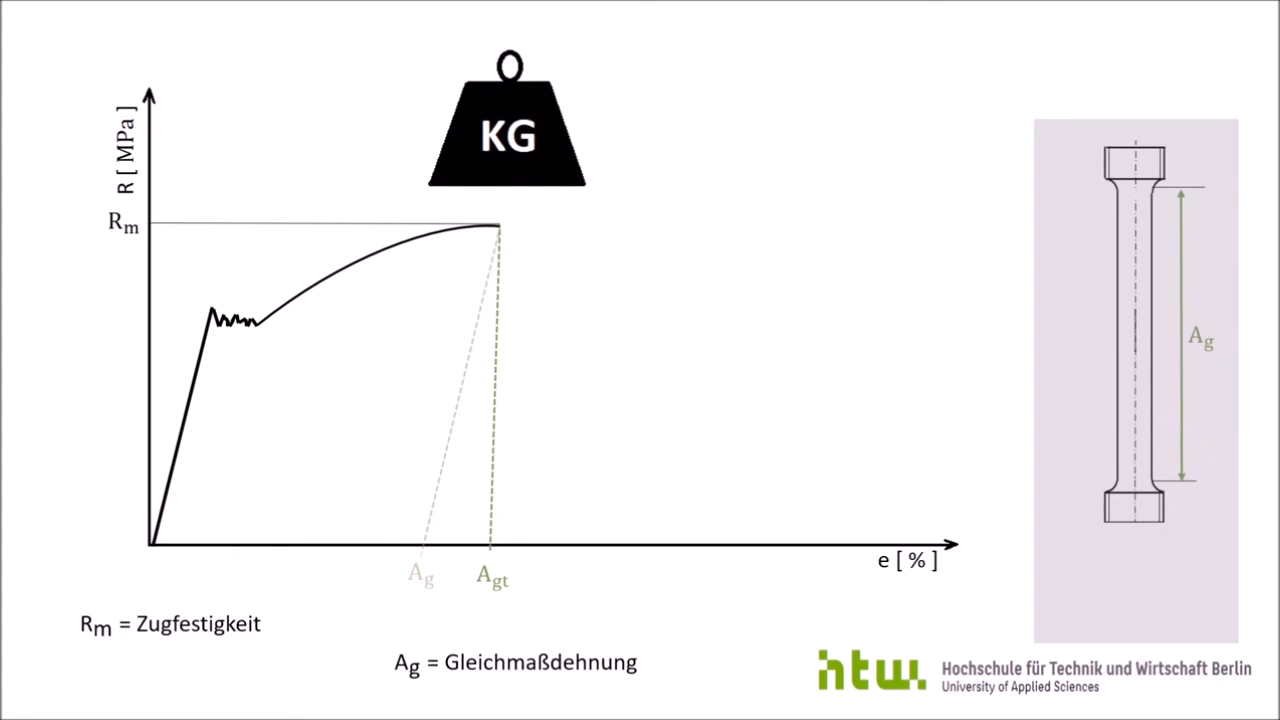 KG
R [ MPa ]
Rm
Ag
e [ % ]
Ag
Agt
Rm = Zugfestigkeit
Ag = Gleichmaßdehnung
htw.
Hochschule für Technik und Wirtschaft Berlin
University of Applied Sciences